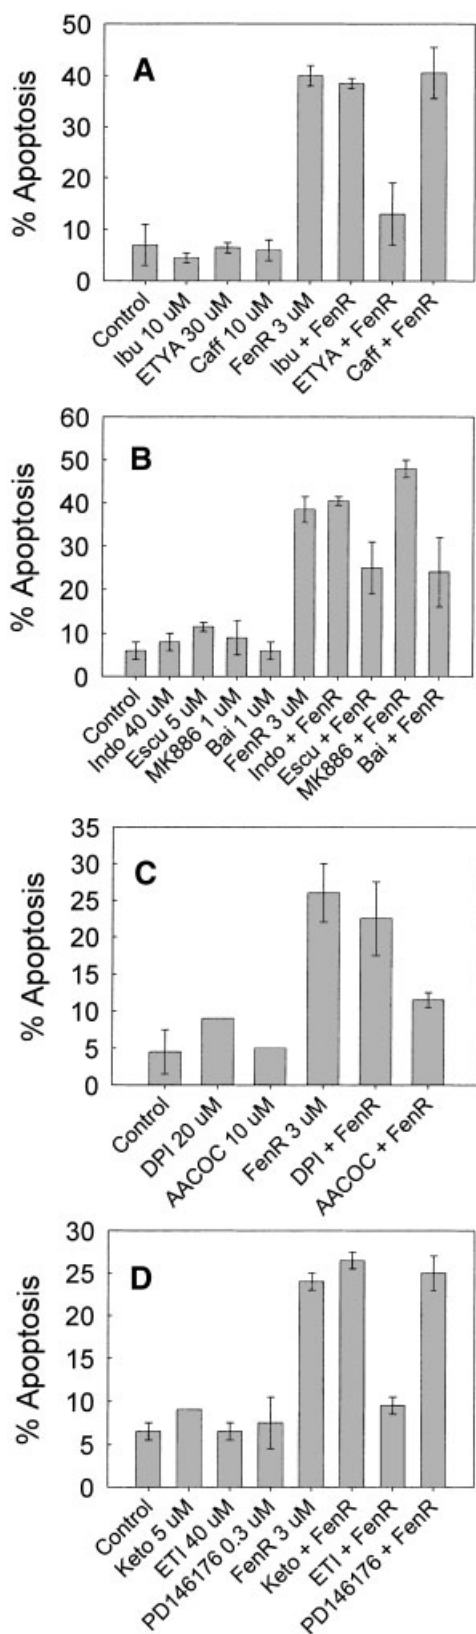 A
% Apoptosis
50
40
30
20
10
0
Control
Ibu 10 uM
ETYA 30 uM
Caff 10 uM
FenR 3 uM
Ibu + FenR
ETYA + FenR
Caff + FenR
B
% Apoptosis
60
50
40
30
20
10
0
Control
Indo 40 uM
Escu 5 uM
MK886 1 uM
Bai 1 uM
FenR 3 uM
Indo + FenR
Escu + FenR
MK886 + FenR
Bai + FenR
C
% Apoptosis
35
30
25
20
15
10
5
0
Control
DPI 20 uM
AACOC 10 uM
FenR 3 uM
DPI + FenR
AACOC + FenR
D
% Apoptosis
30
25
20
15
10
5
0
Control
Keto 5 uM
ETI 40 uM
PD146176 0.3 uM
FenR 3 uM
Keto + FenR
ETI + FenR
PD146176 + FenR